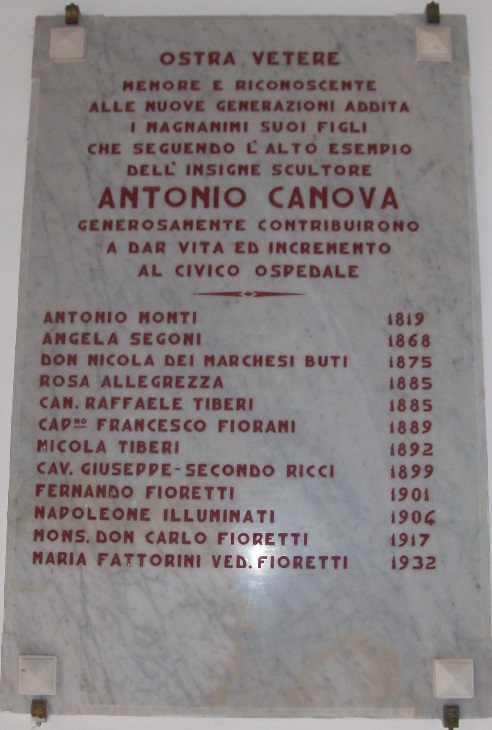 OSTRA VETERE
MEMORE E RICONOSCENTE
ALLE NUOVE GENERAZIONI ADDITA
I MAGNANIMI SUOI FIGLI
CHE SEGUENDO L'ALTO ESEMPIO
DELL'INSIGNE SCULTORE
ANTONIO CANOVA
GENEROSAMENTE CONTRIBUIRONO
A DAR VITA ED INCREMENTO
AL CIVICO OSPEDALE
ANTONIO MONTI 1819
ANGELA SEGONI 1868
DON NICOLA DEI MARCHESI BUTI 1875
ROSA ALLEGREZZA 1885
CAN. RAFFAELE TIBERI 1885
CAP.NO FRANCESCO FIORANI 1889
NICOLA TIBERI 1892
CAV. GIUSEPPE-SECONDO RICCI 1899
FERNANDO FIORETTI 1901
NAPOLEONE ILLUMINATI 1904
MONS. DON CARLO FIORETTI 1917
MARIA FATTORINI VED. FIORETTI 1932